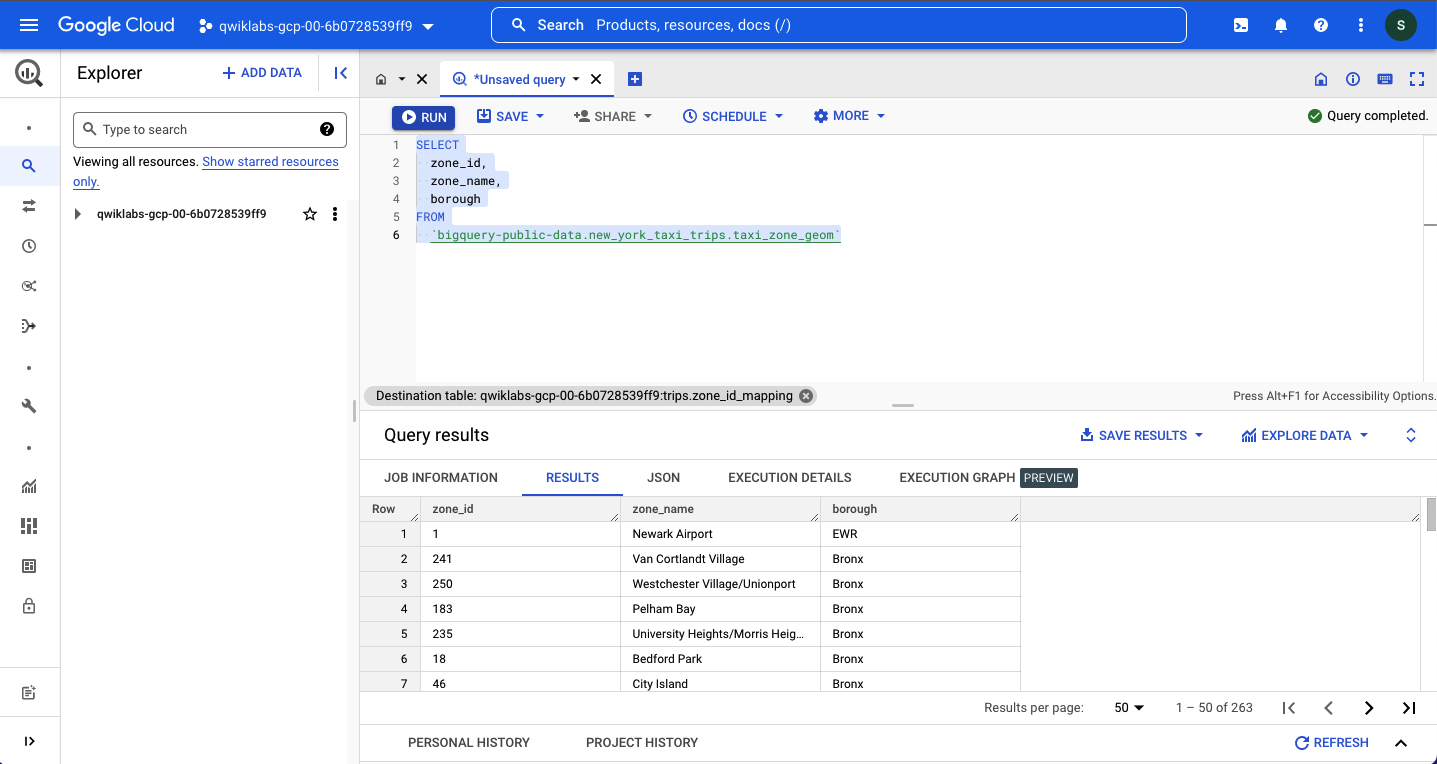 Google Cloud
qwiklabs-gcp-00-6b0728539ff9
Search Products, resources, docs (/)
S
Explorer
+ ADD DATA
Type to search
Viewing all resources. Show starred resources
only.
qwiklabs-gcp-00-6b0728539ff9
*Unsaved query
RUN
SAVE
SHARE
SCHEDULE
MORE
Query completed.
1 SELECT
2 zone_id,
3 zone_name,
4 borough
5 FROM
6 `bigquery-public-data.new_york_taxi_trips.taxi_zone_geom`
Destination table: qwiklabs-gcp-00-6b0728539ff9:trips.zone_id_mapping
Press Alt+F1 for Accessibility Options.
Query results
SAVE RESULTS
EXPLORE DATA
JOB INFORMATION RESULTS JSON EXECUTION DETAILS EXECUTION GRAPH PREVIEW
Row zone_id zone_name borough
1 1 Newark Airport EWR
2 241 Van Cortlandt Village Bronx
3 250 Westchester Village/Unionport Bronx
4 183 Pelham Bay Bronx
5 235 University Heights/Morris Heig... Bronx
6 18 Bedford Park Bronx
7 46 City Island Bronx
Results per page: 50 1 – 50 of 263
PERSONAL HISTORY PROJECT HISTORY REFRESH